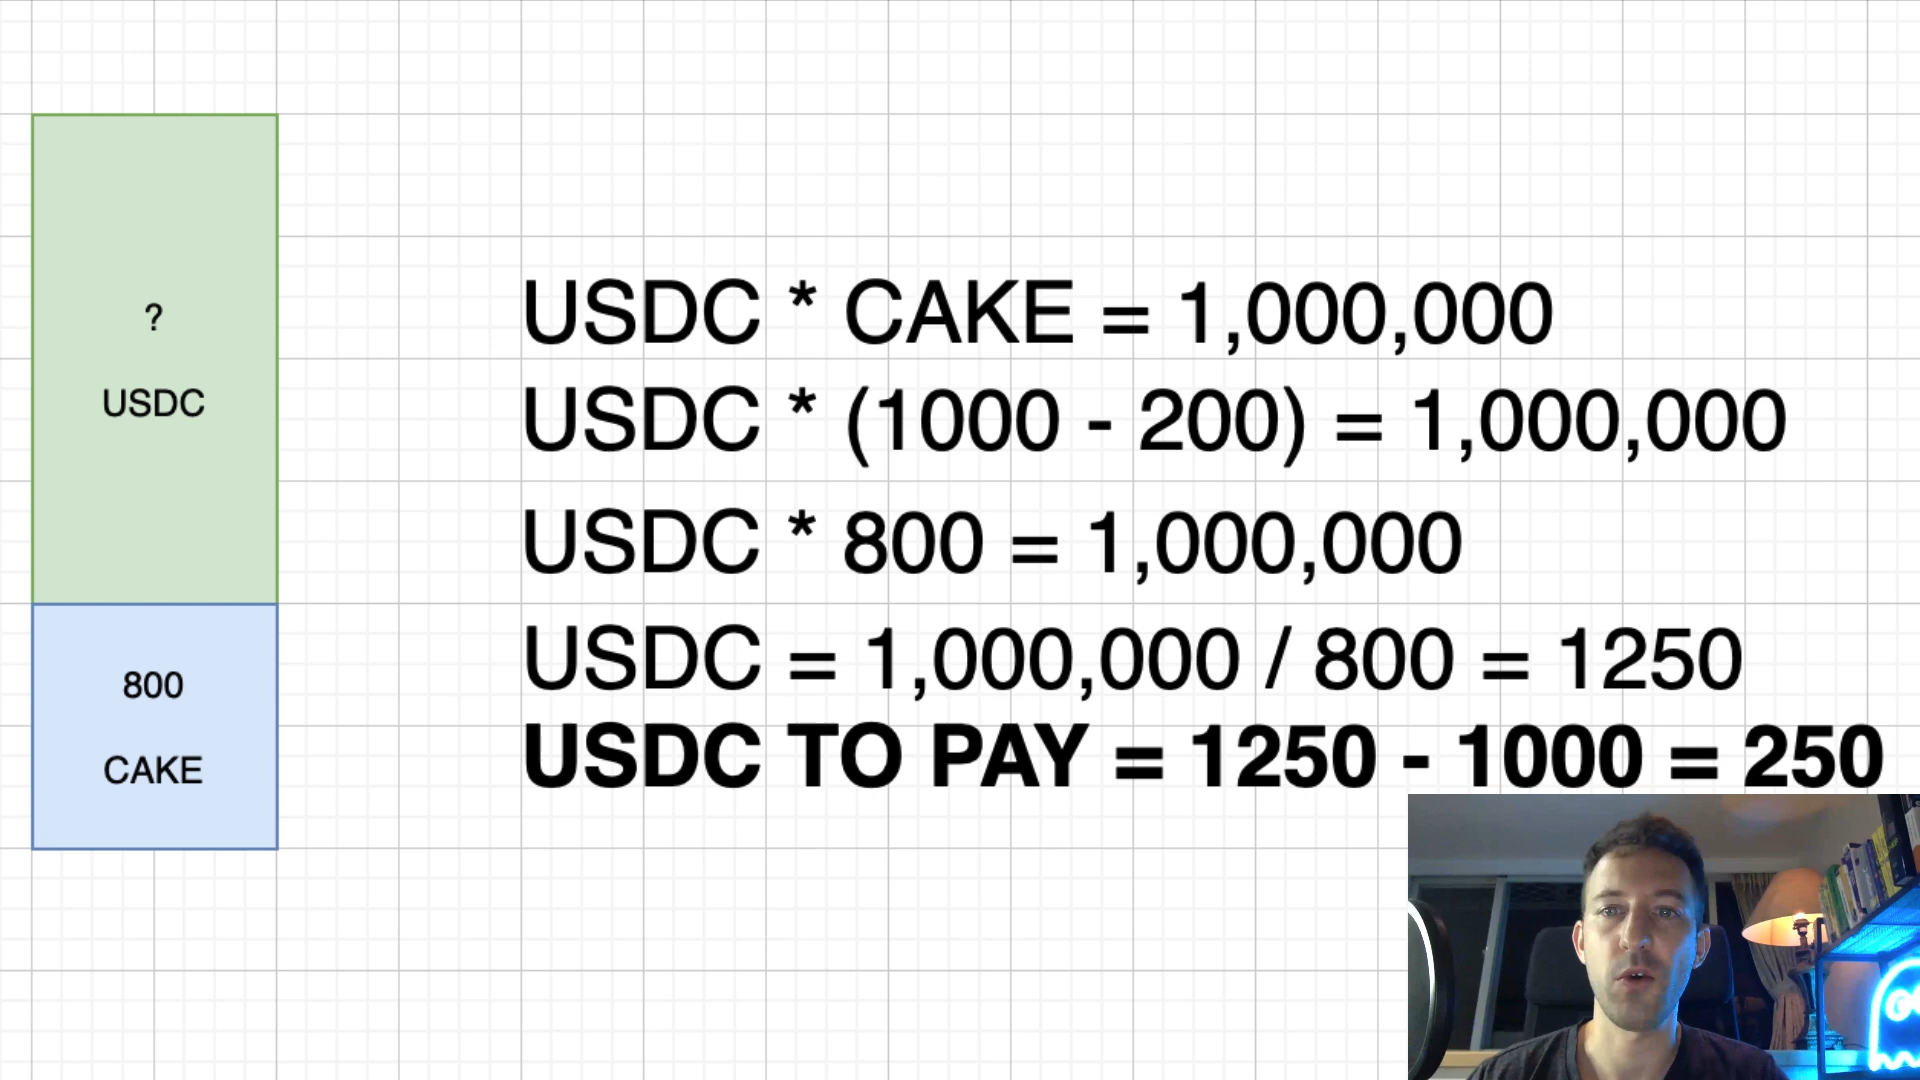 ?
USDC
800
CAKE
USDC * CAKE = 1,000,000
USDC * (1000 - 200) = 1,000,000
USDC * 800 = 1,000,000
USDC = 1,000,000 / 800 = 1250
USDC TO PAY = 1250 - 1000 = 250